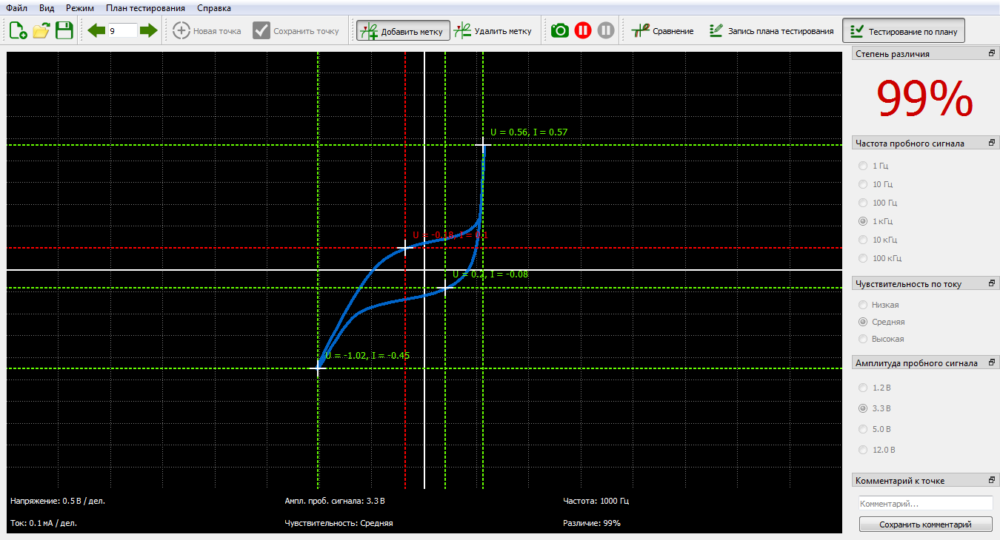 Файл Вид Режим План тестирования Справка
9 Новая точка Сохранить точку Добавить метку Удалить метку Сравнение Запись плана тестирования Тестирование по плану
Степень различия
99%
U = 0.56, I = 0.57
Частота пробного сигнала
1 Гц
10 Гц
100 Гц
1 кГц
10 кГц
100 кГц
U = -0.18, I = 0.1
U = 0.2, I = -0.08
Чувствительность по току
Низкая
Средняя
Высокая
U = -1.02, I = -0.45
Амплитуда пробного сигнала
1.2 В
3.3 В
5.0 В
12.0 В
Комментарий к точке
Комментарий...
Сохранить комментарий
Напряжение: 0.5 В / дел. Ампл. проб. сигнала: 3.3 В Частота: 1000 Гц
Ток: 0.1 мА / дел. Чувствительность: Средняя Различие: 99%